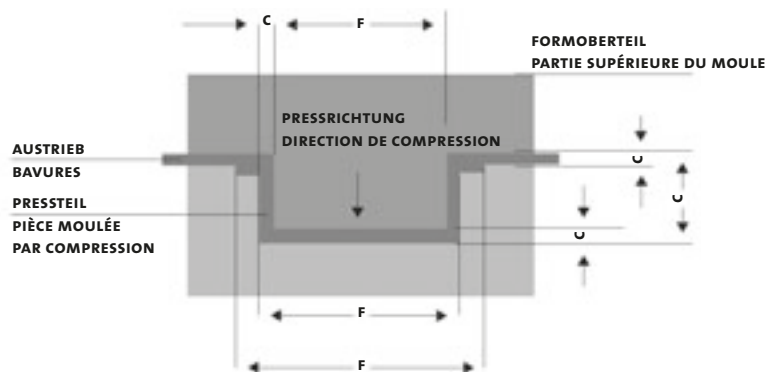 C
F
FORMOBERTEIL
PARTIE SUPÉRIEURE DU MOULE
PRESSRICHTUNG
DIRECTION DE COMPRESSION
AUSTRIEB
BAVURES
C
C
PRESSTEIL
PIÈCE MOULÉE
PAR COMPRESSION
C
F
F